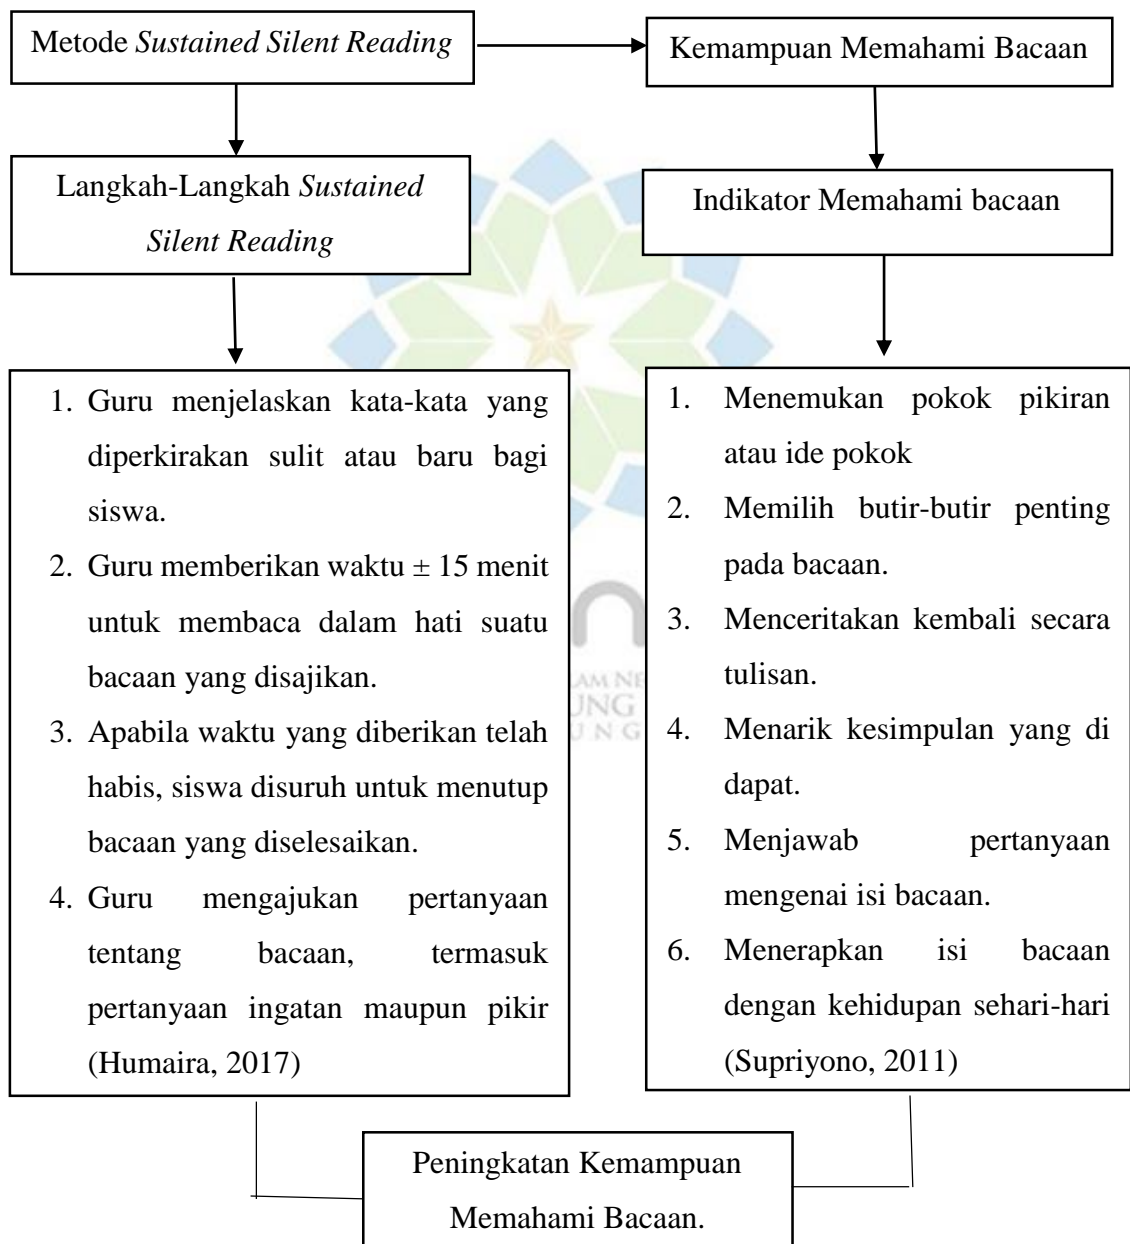 Metode Sustained Silent Reading
Kemampuan Memahami Bacaan
Langkah-Langkah Sustained
Silent Reading
Indikator Memahami bacaan
1. Guru menjelaskan kata-kata yang
diperkirakan sulit atau baru bagi
siswa.
2. Guru memberikan waktu ± 15 menit
untuk membaca dalam hati suatu
bacaan yang disajikan.
3. Apabila waktu yang diberikan telah
habis, siswa disuruh untuk menutup
bacaan yang diselesaikan.
4. Guru mengajukan pertanyaan
tentang bacaan, termasuk
pertanyaan ingatan maupun pikir
(Humaira, 2017)
1. Menemukan pokok pikiran
atau ide pokok
2. Memilih butir-butir penting
pada bacaan.
3. Menceritakan kembali secara
tulisan.
4. Menarik kesimpulan yang di
dapat.
5. Menjawab pertanyaan
mengenai isi bacaan.
6. Menerapkan isi bacaan
dengan kehidupan sehari-hari
(Supriyono, 2011)
Peningkatan Kemampuan
Memahami Bacaan.